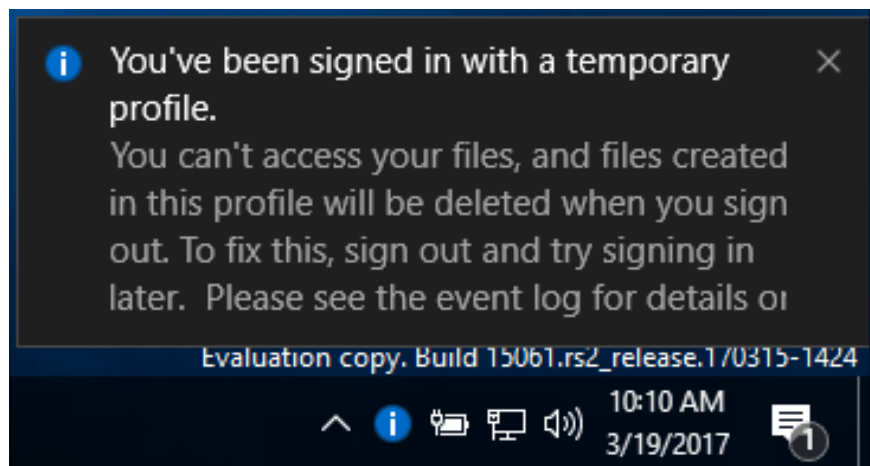 You've been signed in with a temporary
profile.
You can't access your files, and files created
in this profile will be deleted when you sign
out. To fix this, sign out and try signing in
later.  Please see the event log for details or
Evaluation copy. Build 15061.rs2_release.170315-1424
10:10 AM
3/19/2017
1